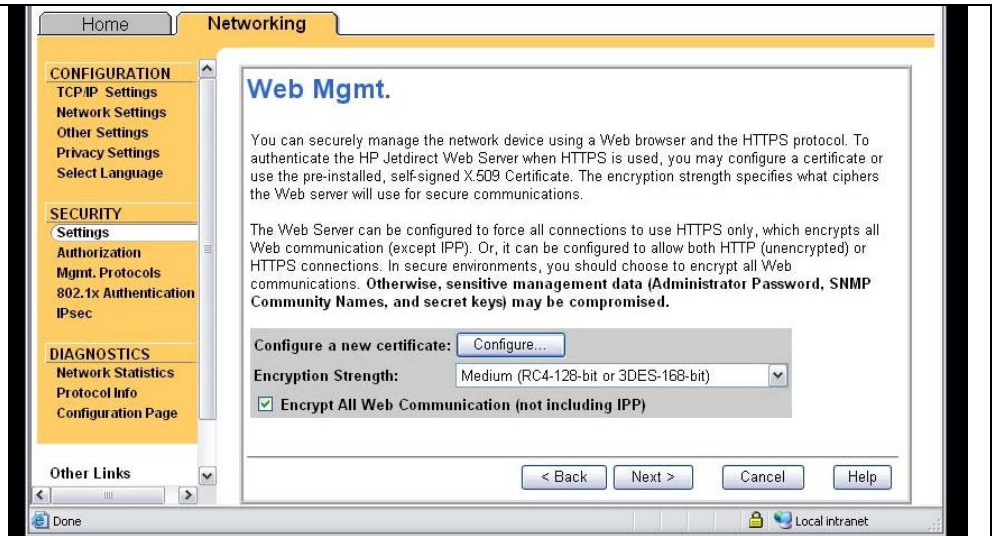 Home
Networking
CONFIGURATION
TCP/IP Settings
Network Settings
Other Settings
Privacy Settings
Select Language
SECURITY
Settings
Authorization
Mgmt. Protocols
802.1x Authentication
IPsec
DIAGNOSTICS
Network Statistics
Protocol Info
Configuration Page
Other Links
Web Mgmt.
You can securely manage the network device using a Web browser and the HTTPS protocol. To
authenticate the HP Jetdirect Web Server when HTTPS is used, you may configure a certificate or
use the pre-installed, self-signed X.509 Certificate. The encryption strength specifies what ciphers
the Web server will use for secure communications.
The Web Server can be configured to force all connections to use HTTPS only, which encrypts all
Web communication (except IPP). Or, it can be configured to allow both HTTP (unencrypted) or
HTTPS connections. In secure environments, you should choose to encrypt all Web
communications. Otherwise, sensitive management data (Administrator Password, SNMP
Community Names, and secret keys) may be compromised.
Configure a new certificate: Configure...
Encryption Strength: Medium (RC4-128-bit or 3DES-168-bit)
Encrypt All Web Communication (not including IPP)
< Back Next > Cancel Help
Done Local intranet